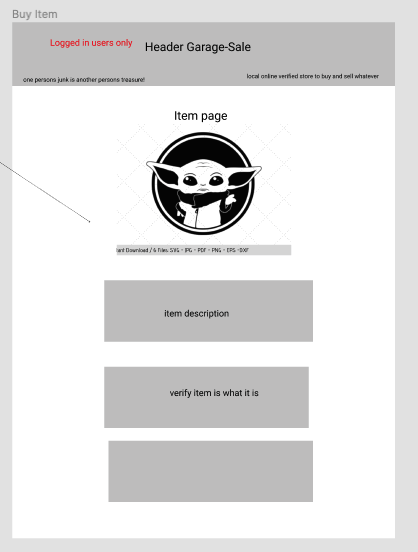 Buy Item
Logged in users only
Header Garage-Sale
one persons junk is another persons treasure!
local online verified store to buy and sell whatever
Item page
tant Download / 6 Files. SVG + JPG + PDF + PNG + EPS +DXF
item description
verify item is what it is